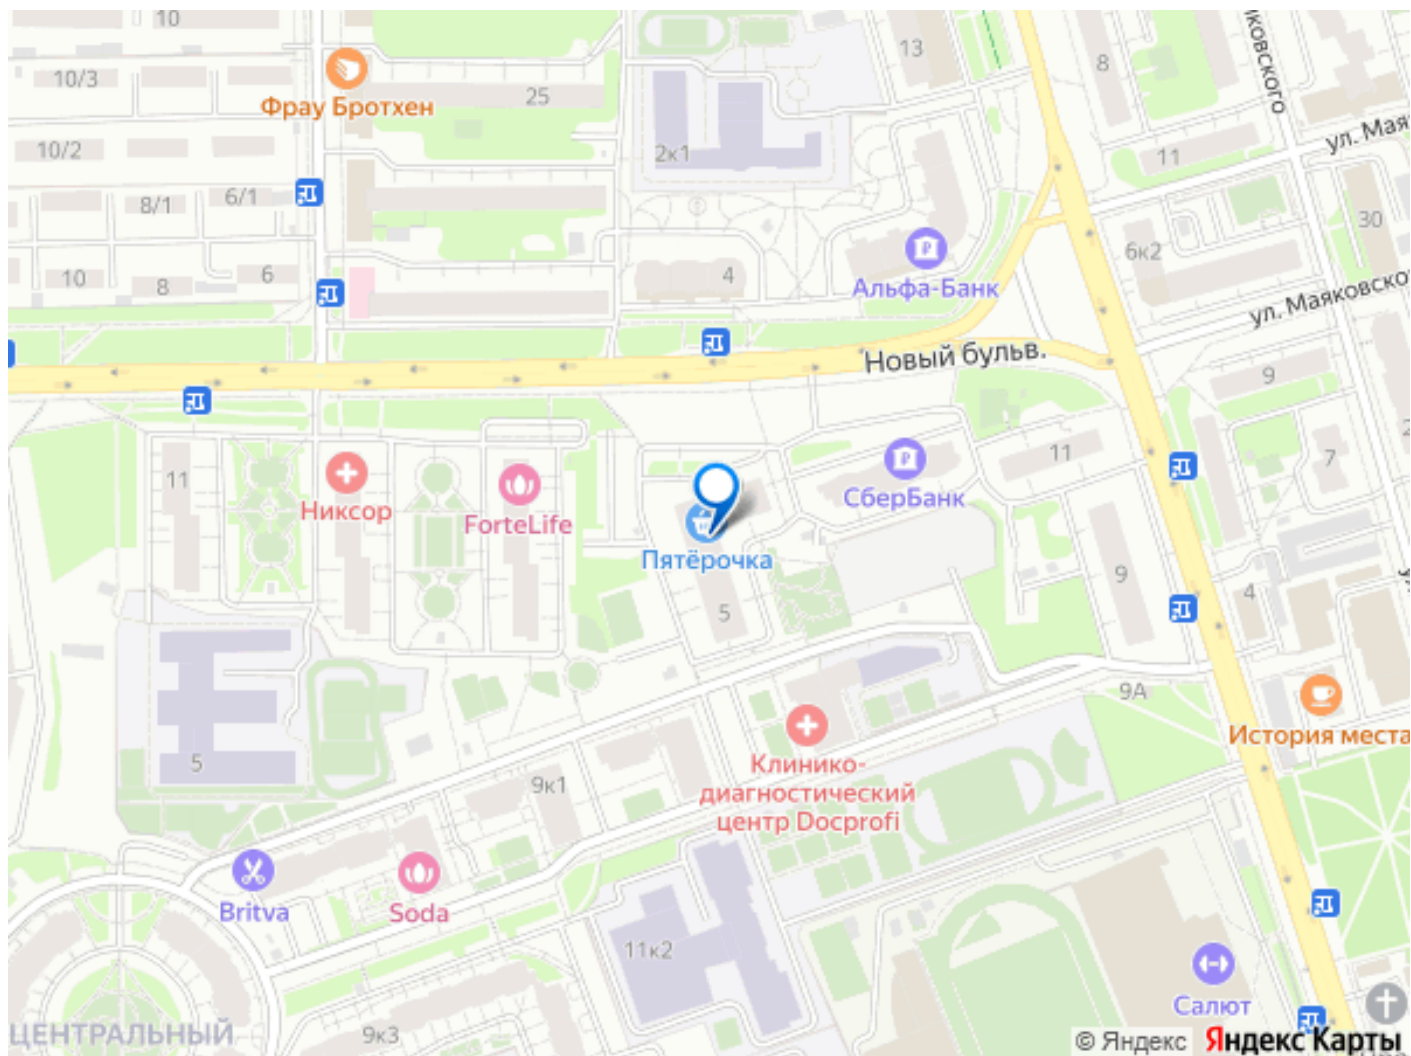 10
13
8
10/3
Фрау Бротхен
25
ул. Мая
10/2
2к1
11
8/1
6/1
30
4
6к2
10
8
6
Альфа-Банк
ул. Маяковско
Новый бульв.
9
11
11
7
Никсор
ForteLife
СберБанк
Пятёрочка
5
9
4
9А
История места
5
9к1
Клинико-
диагностический
центр Docprofi
Britva
Soda
11к2
Салют
ЦЕНТРАЛЬНЫЙ
9к3
© Яндекс Яндекс Карты